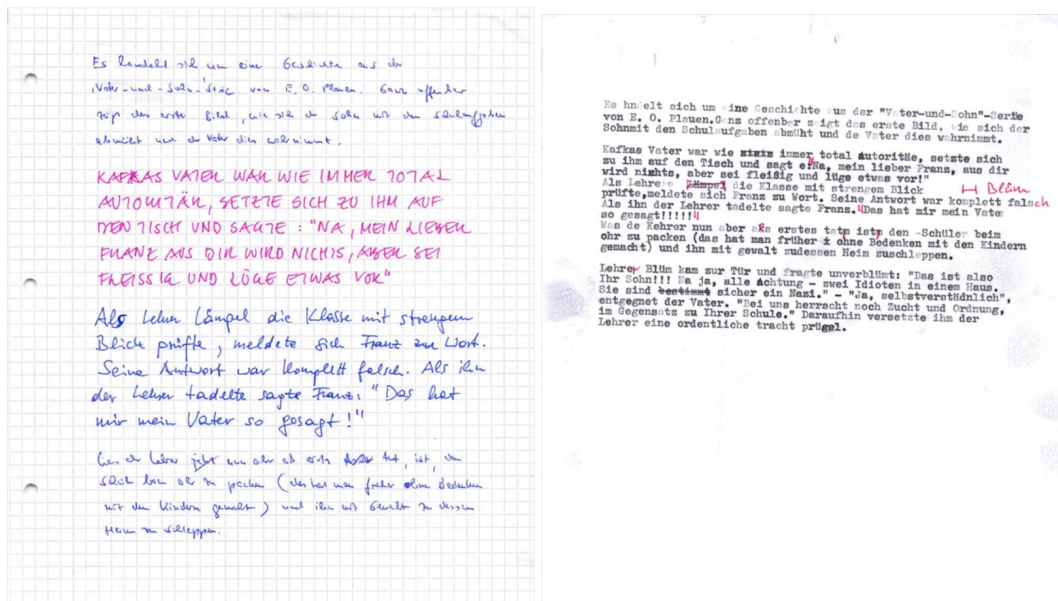 Es handelt sich um eine Geschichte aus der
"Vater-und-Sohn"-Serie von E. O. Plauen. Ganz offenbar
zeigt das erste Bild, wie sich der Sohn mit den Schulaufgaben
abmüht und der Vater dies wahrnimmt.
KAFKAS VATER WAR WIE IMMER TOTAL
AUTORITÄR, SETZTE SICH ZU IHM AUF
DEN TISCH UND SAGTE: "NA, MEIN LIEBER
FRANZ AUS DIR WIRD NICHTS, ABER SEI
FLEISSIG UND LÜGE ETWAS VOR"
Als Lehrer Lämpel die Klasse mit strengem
Blick prüfte, meldete sich Franz zu Wort.
Seine Antwort war komplett falsch. Als ihn
der Lehrer tadelte sagte Franz: "Das hat
mir mein Vater so gesagt!"
Was der Lehrer jetzt nun aber als erstes tut, ist, den
Schüler beim Ohr zu packen (das hat man früher ohne Bedenken
mit den Kindern gemacht) und ihn mit Gewalt zu dessen
Heim zu schleppen.
Es hndelt sich um eine Geschichte aus der "Vater-und-Sohn"-Serie
von E. O. Plauen.Ganz offenbar zeigt das erste Bild, wie sich der
Sohnmit den Schulaufgaben abmüht und de Vater dies wahrnimmt.
Kafkas Vater war wie immer total Autoritäe, setzte sich
zu ihm auf den Tisch und sagt e:"Na, mein lieber Franz, aus dir
wird nichts, aber sei fleißig und lüge etwas vor!"
Als Lehrer Lämpel die Klasse mit strengem Blick
Blüm
prüfte,meldete sich Franz zu Wort. Seine Antwort war komplett falsch
Als ihn der Lehrer tadelte sagte Franz."Das hat mir mein Vate
so gesagt!!!!!"
Was de Kehrer nun aber als erstes tat, ist, den -Schüler beim
ohr zu packen (das hat man früher ohne Bedenken mit den Kindern
gemacht) und ihn mit gewalt zudessen Heim zuschleppen.
Lehrer Blüm kam zur Tür und fragte unverblümt: "Das ist also
Ihr Sohn!!! Na ja, alle Achtung - zwei Idioten in einem Haus.
Sie sind bestimmt sicher ein Nazi." - "Ja, selbstverständnlich",
entgegnet der Vater. "Bei uns herrscht noch Zucht und Ordnung,
im Gegensatz zu Ihrer Schule." Daraufhin versetzte ihm der
Lehrer eine ordentliche tracht prügel.